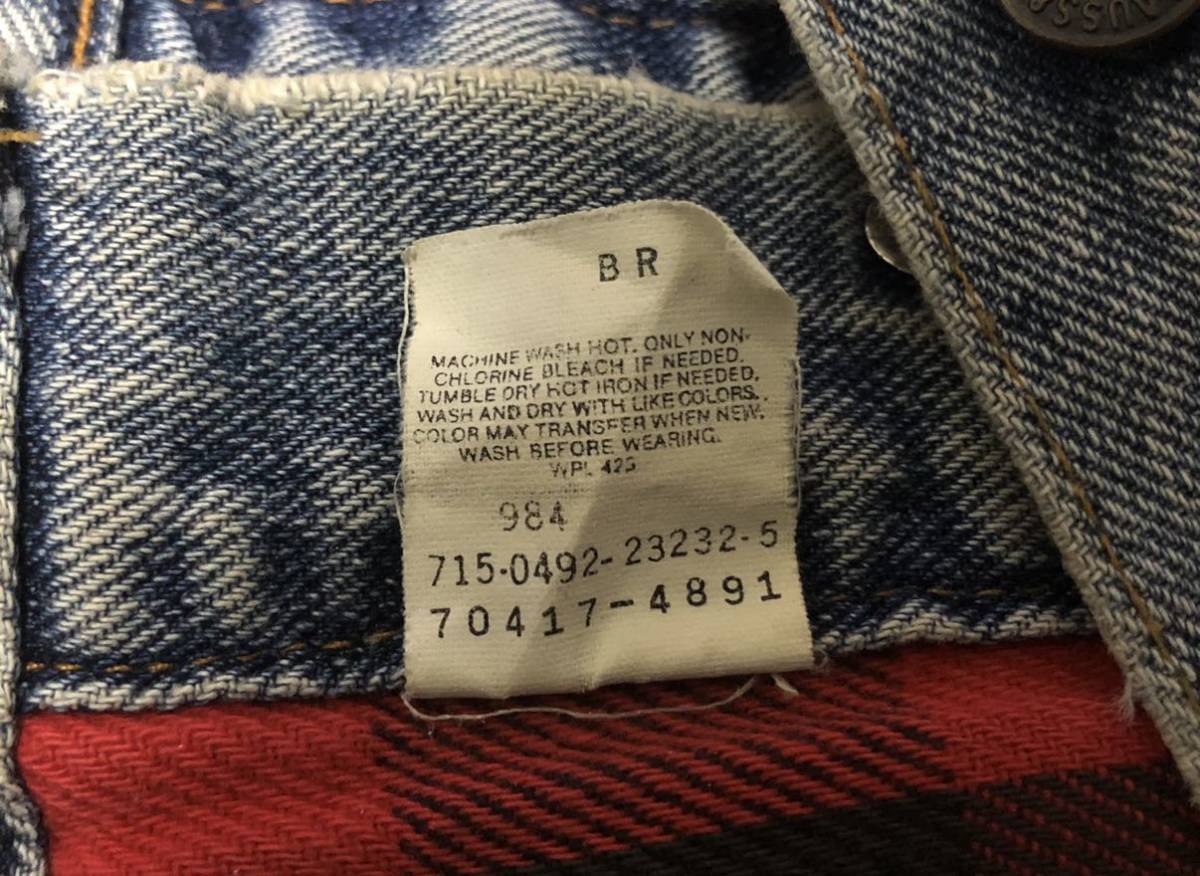 AUSS&
B R
MACHINE WASH HOT. ONLY NON-
CHLORINE BLEACH IF NEEDED.
TUMBLE DRY HOT IRON IF NEEDED.
WASH AND DRY WITH LIKE COLORS.
COLOR MAY TRANSFER WHEN NEW.
WASH BEFORE WEARING.
WPL 423
984
715-0492-23232-5
70417-4891